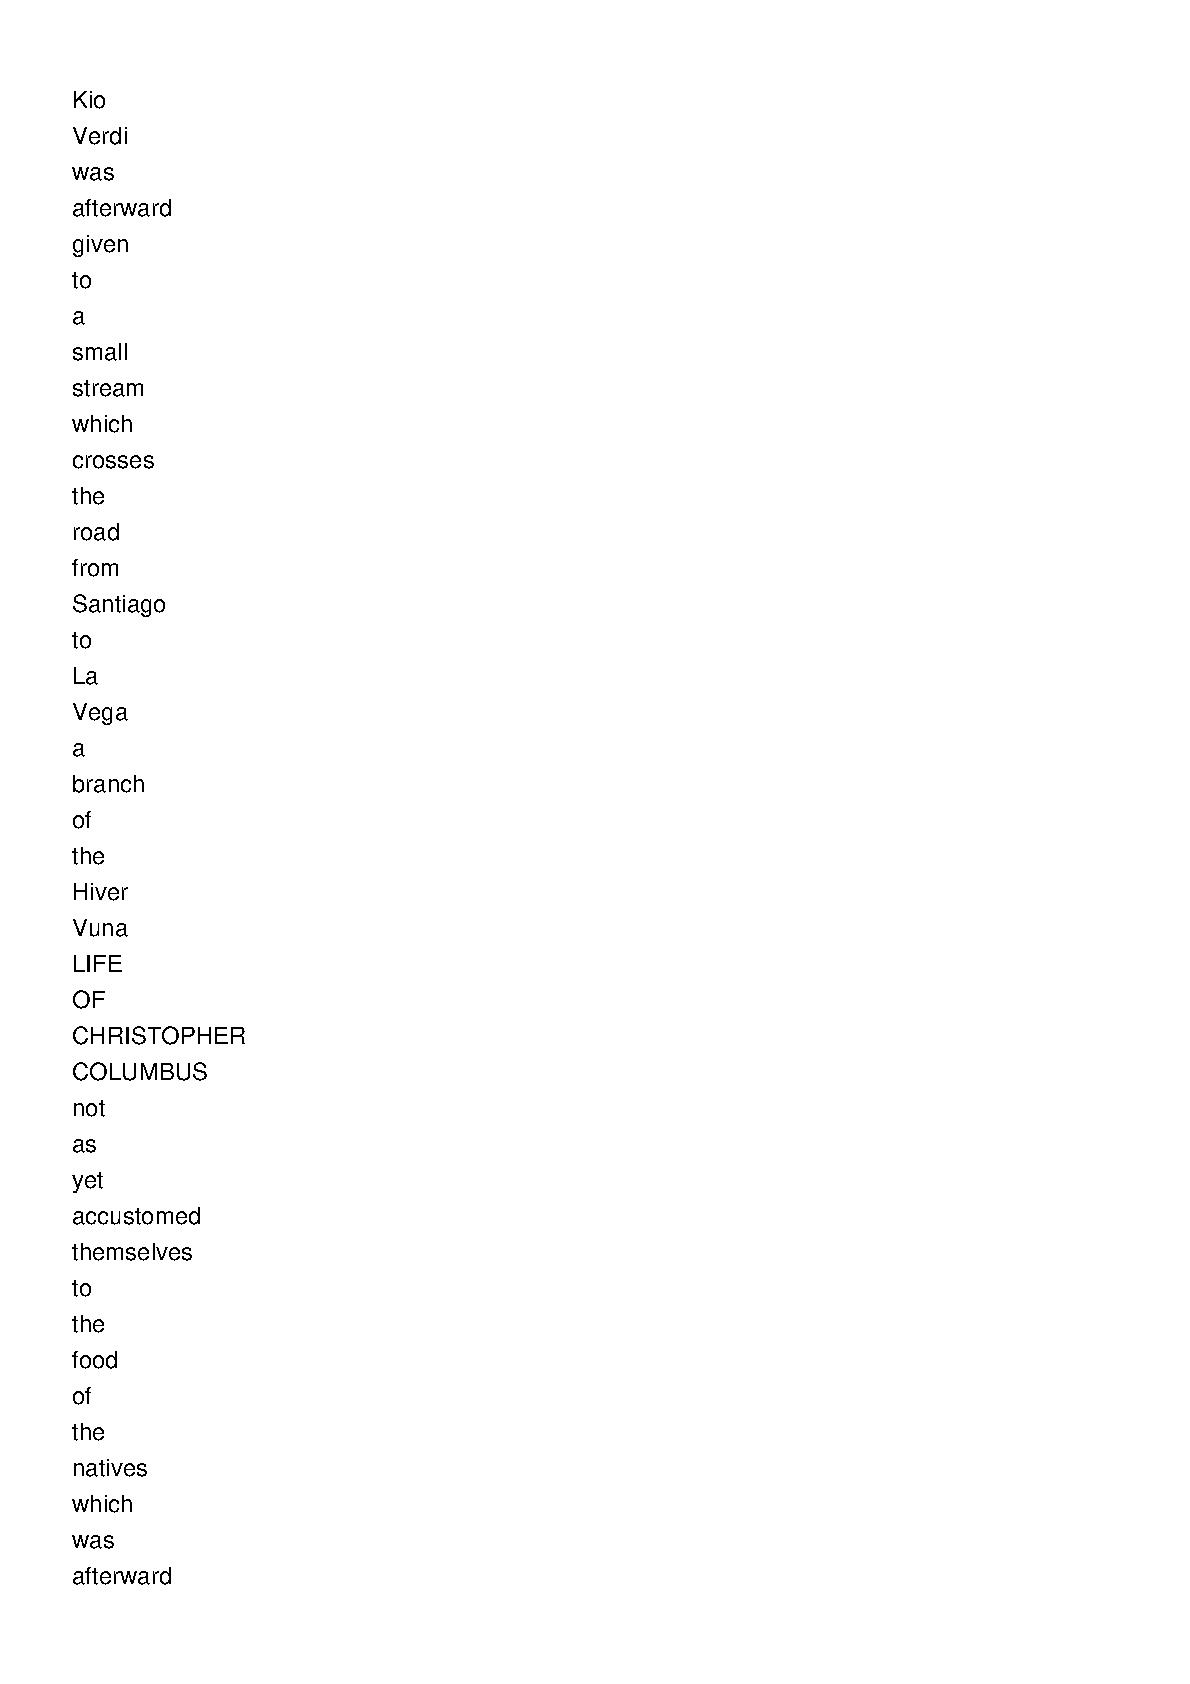 Kio
Verdi
was
afterward
given
to
a
small
stream
which
crosses
the
road
from
Santiago
to
La
Vega
a
branch
of
the
Hiver
Vuna
LIFE
OF
CHRISTOPHER
COLUMBUS
not
as
yet
accustomed
themselves
to
the
food
of
the
natives
which
was
afterward